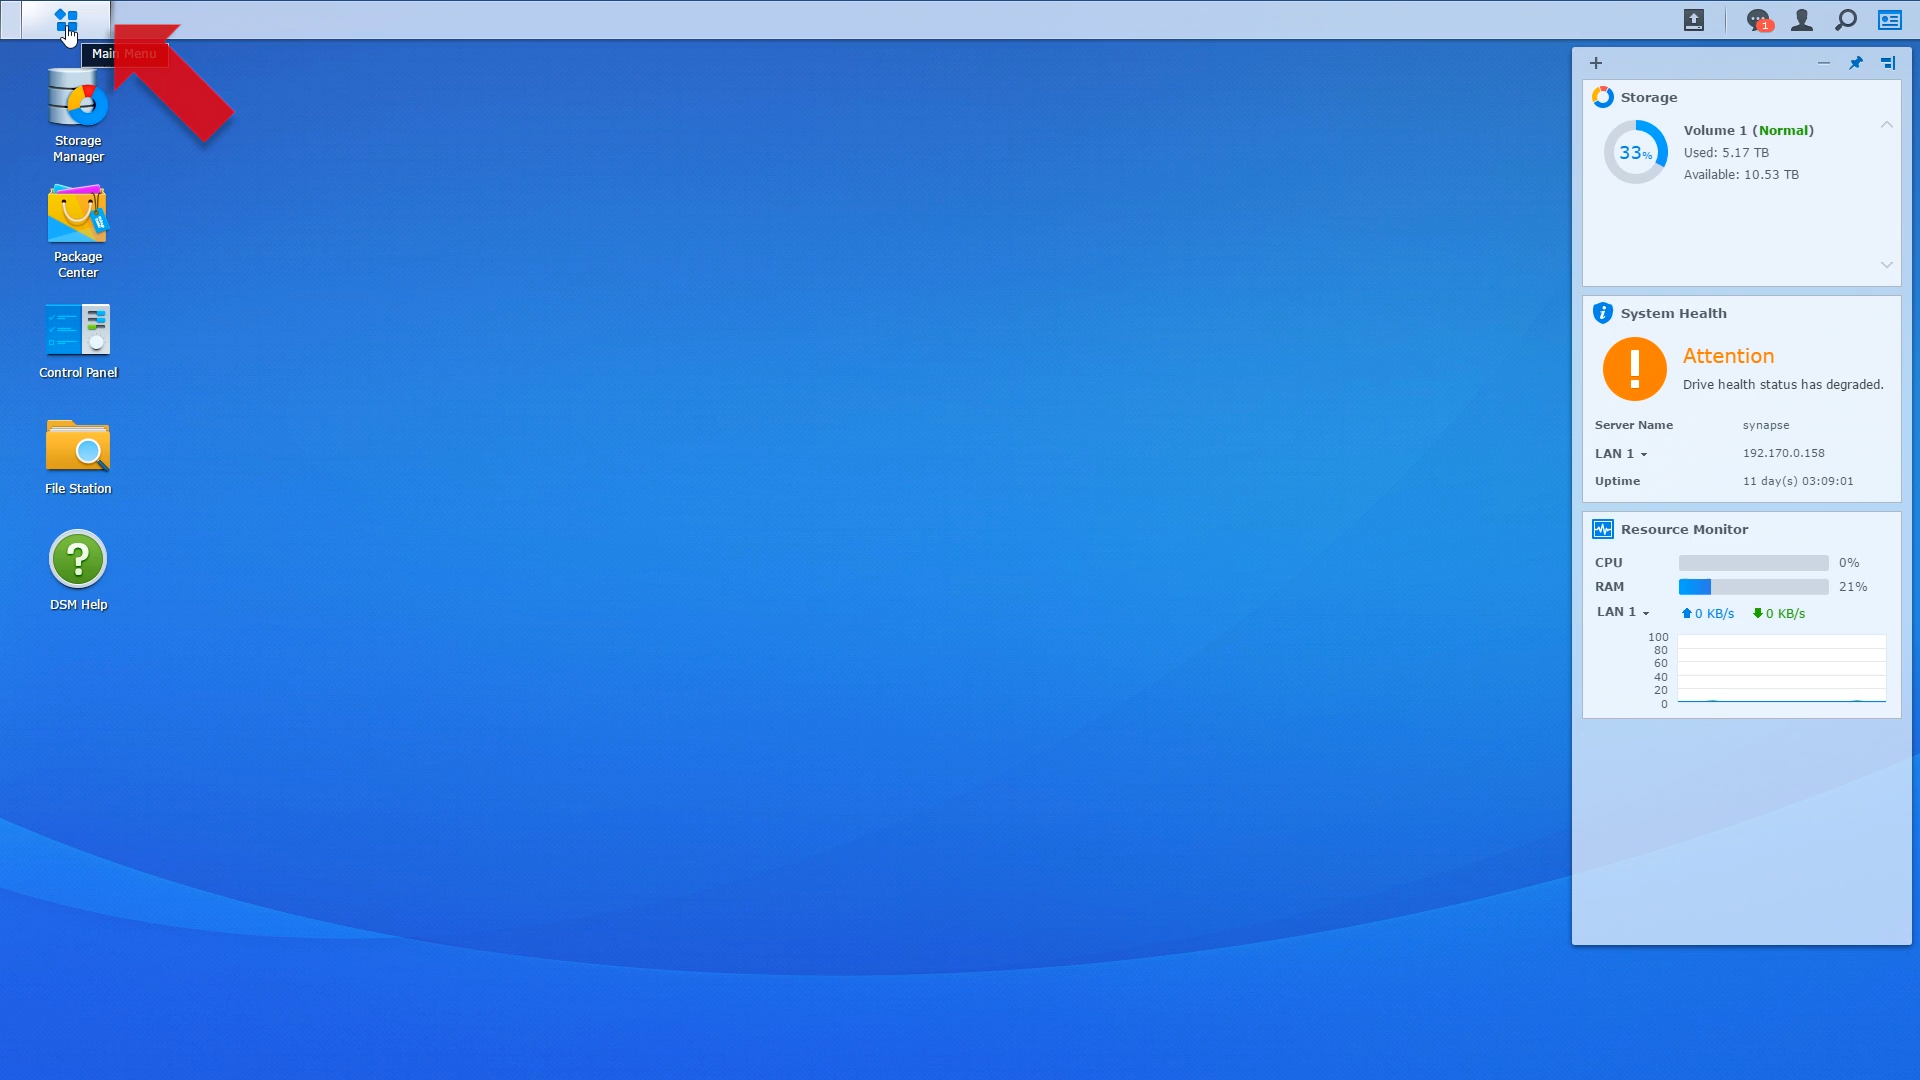 Main Menu
1
Storage
Manager
Package
Center
Control Panel
File Station
DSM Help
Storage
33%
Volume 1 (Normal)
Used: 5.17 TB
Available: 10.53 TB
System Health
Attention
Drive health status has degraded.
Server Name synapse
LAN 1 192.170.0.158
Uptime 11 day(s) 03:09:01
Resource Monitor
CPU 0%
RAM 21%
LAN 1 0 KB/s 0 KB/s
100
80
60
40
20
0